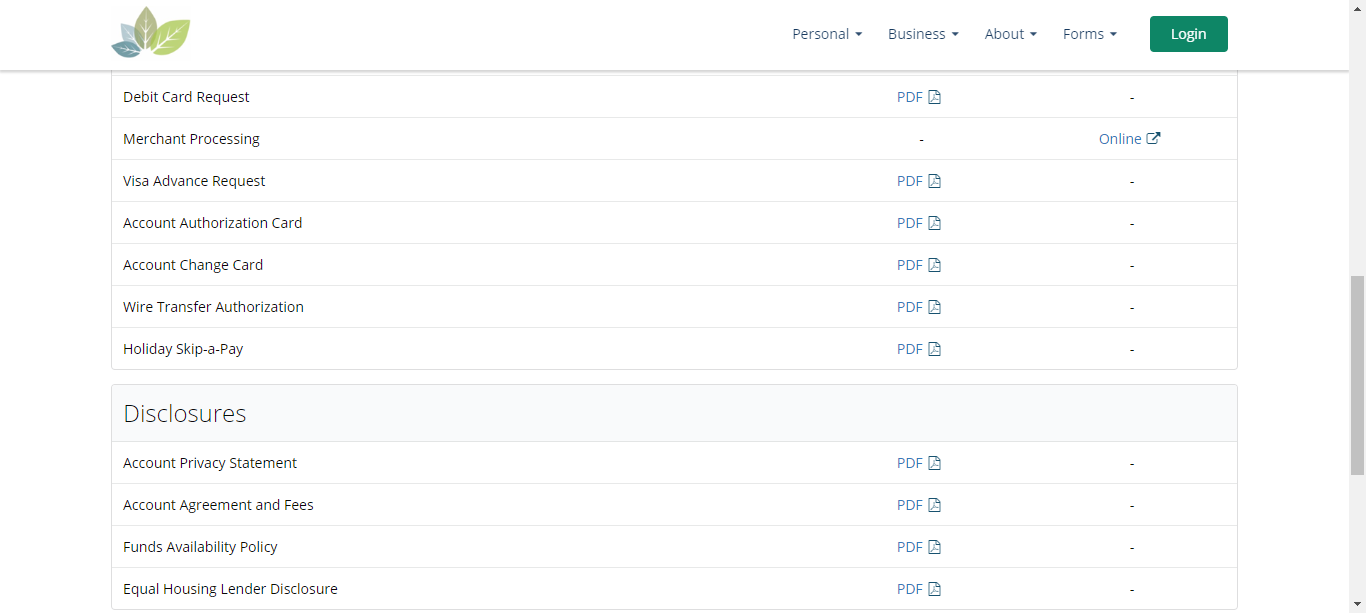 Personal Business About Forms Login
Debit Card Request PDF -
Merchant Processing - Online
Visa Advance Request PDF -
Account Authorization Card PDF -
Account Change Card PDF -
Wire Transfer Authorization PDF -
Holiday Skip-a-Pay PDF -
Disclosures
Account Privacy Statement PDF -
Account Agreement and Fees PDF -
Funds Availability Policy PDF -
Equal Housing Lender Disclosure PDF -